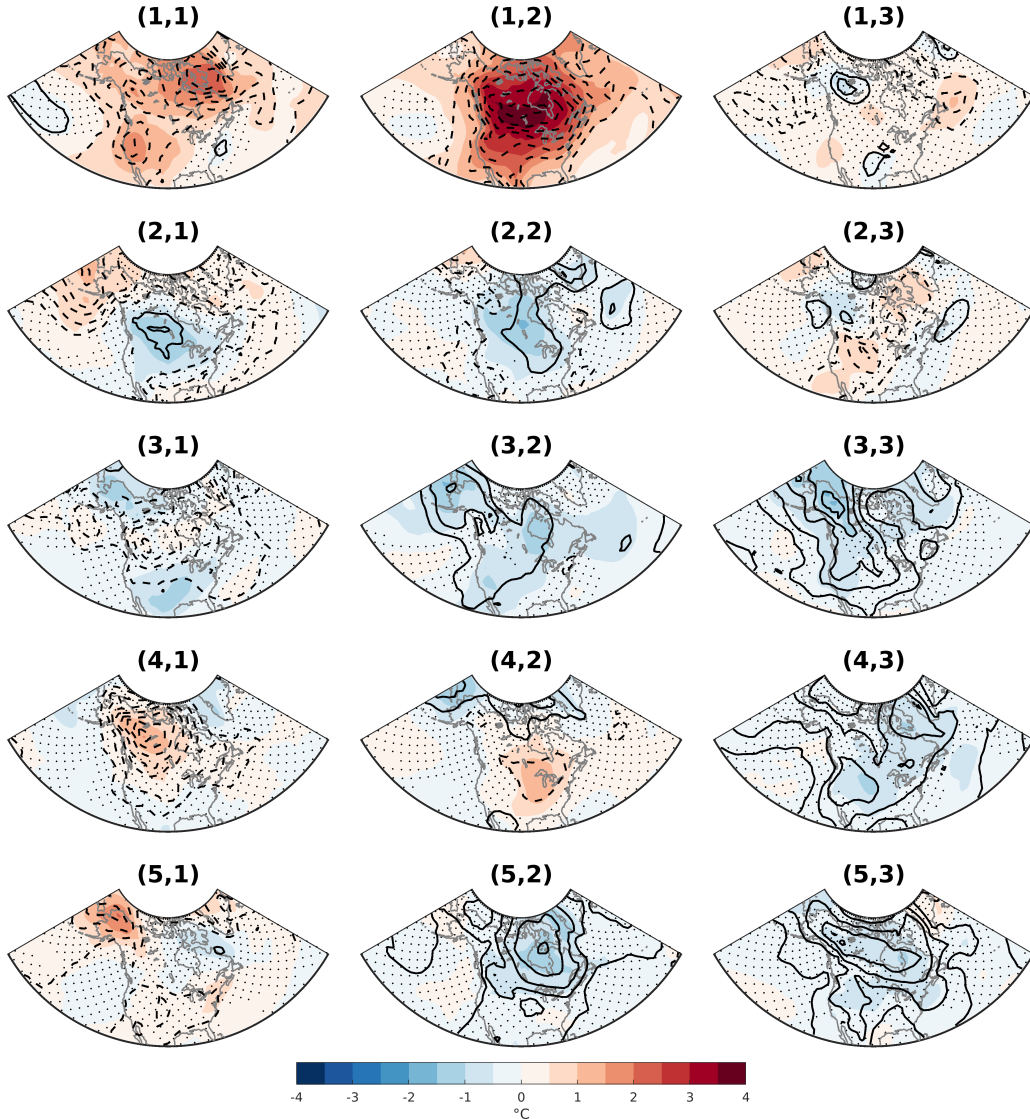 (1,1) (1,2) (1,3)
(2,1) (2,2) (2,3)
(3,1) (3,2) (3,3)
(4,1) (4,2) (4,3)
(5,1) (5,2) (5,3)
-4 -3 -2 -1 0 1 2 3 4
°C